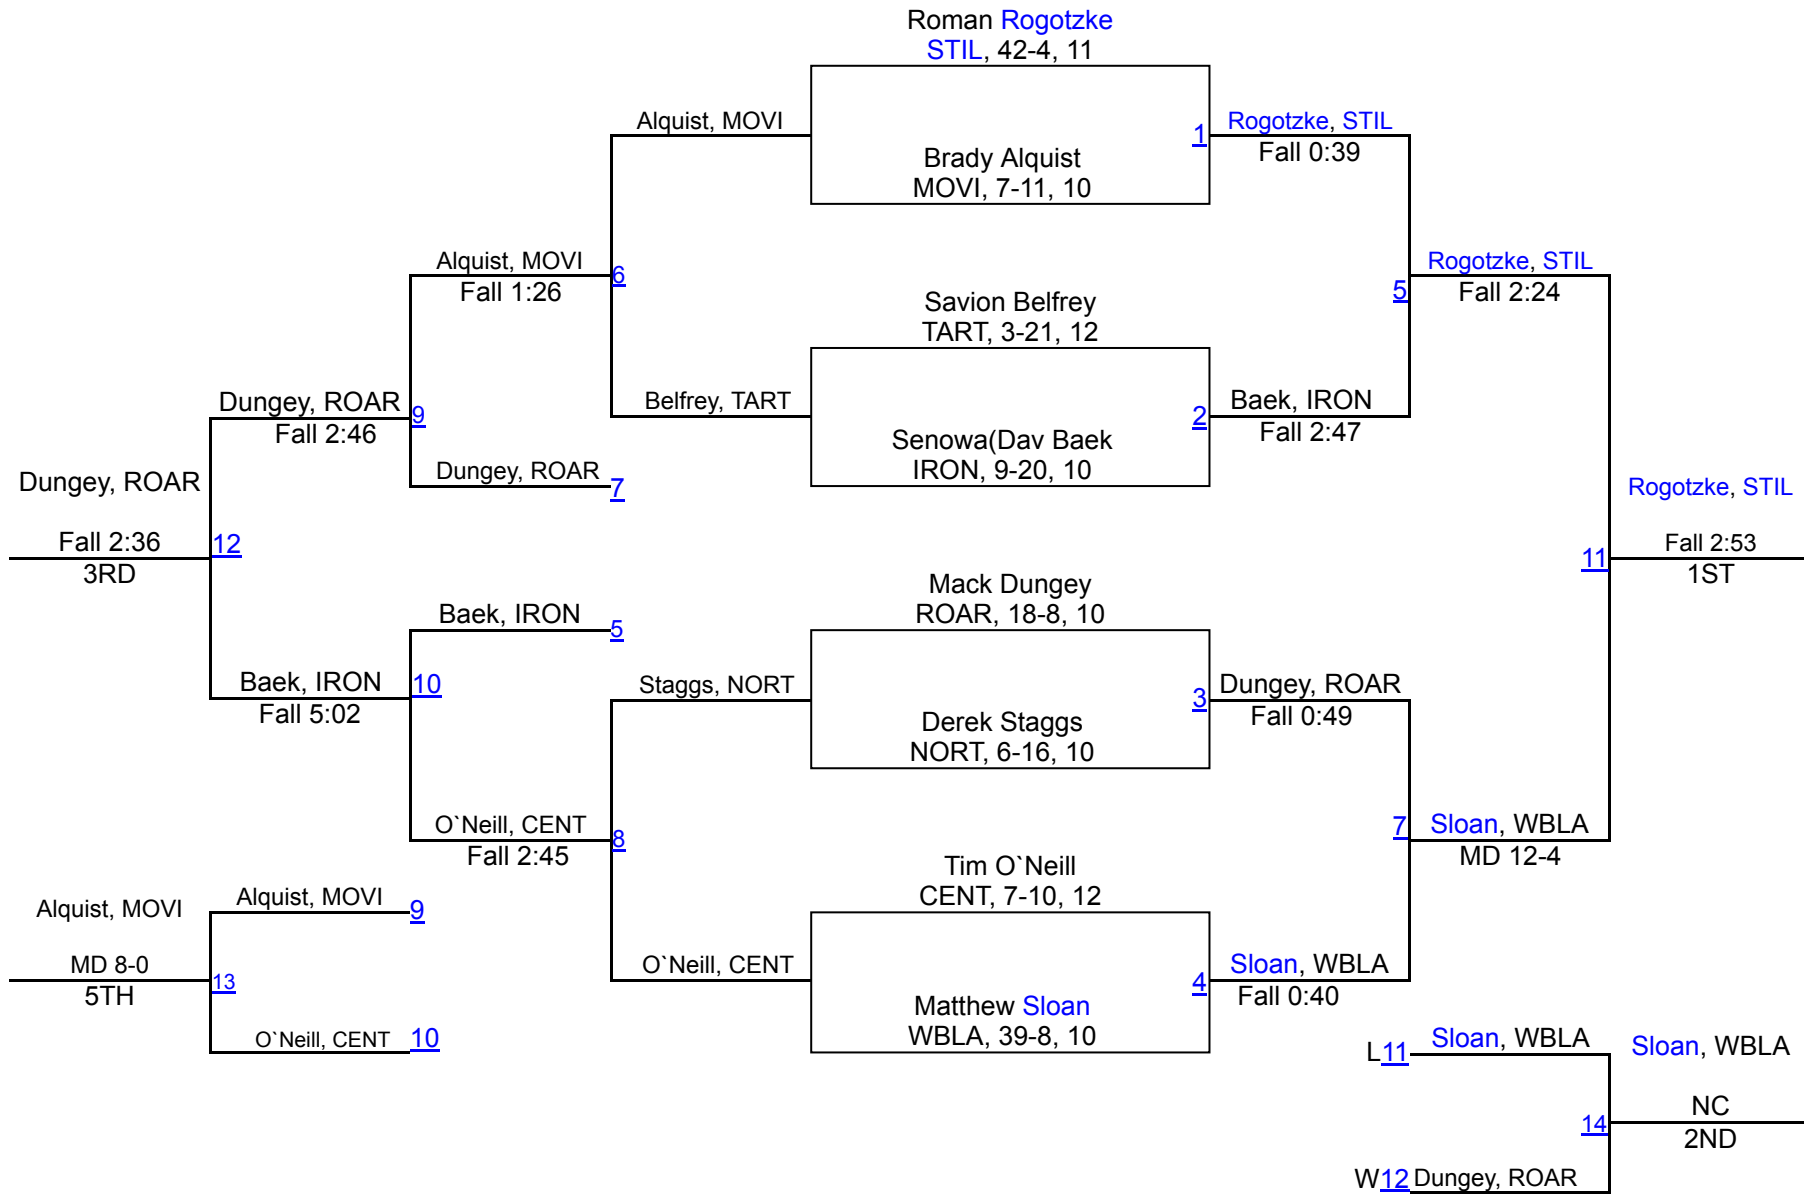 Roman Rogotzke
STIL, 42-4, 11
Alquist, MOVI
1
Rogotzke, STIL
Fall 0:39
Brady Alquist
MOVI, 7-11, 10
Alquist, MOVI
Fall 1:26
6
Savion Belfrey
TART, 3-21, 12
5
Rogotzke, STIL
Fall 2:24
Dungey, ROAR
Fall 2:46
9
Belfrey, TART
2
Baek, IRON
Fall 2:47
Senowa(Dav Baek
IRON, 9-20, 10
Dungey, ROAR
7
Dungey, ROAR
Fall 2:36
3RD
12
Rogotzke, STIL
11
Fall 2:53
1ST
Mack Dungey
ROAR, 18-8, 10
Baek, IRON
5
Baek, IRON
Fall 5:02
10
Staggs, NORT
3
Dungey, ROAR
Fall 0:49
Derek Staggs
NORT, 6-16, 10
O`Neill, CENT
Fall 2:45
8
7
Sloan, WBLA
MD 12-4
Tim O`Neill
CENT, 7-10, 12
Alquist, MOVI
Alquist, MOVI
9
MD 8-0
5TH
13
O`Neill, CENT
4
Sloan, WBLA
Fall 0:40
Matthew Sloan
WBLA, 39-8, 10
O`Neill, CENT
10
L11
Sloan, WBLA
Sloan, WBLA
14
NC
2ND
W12
Dungey, ROAR